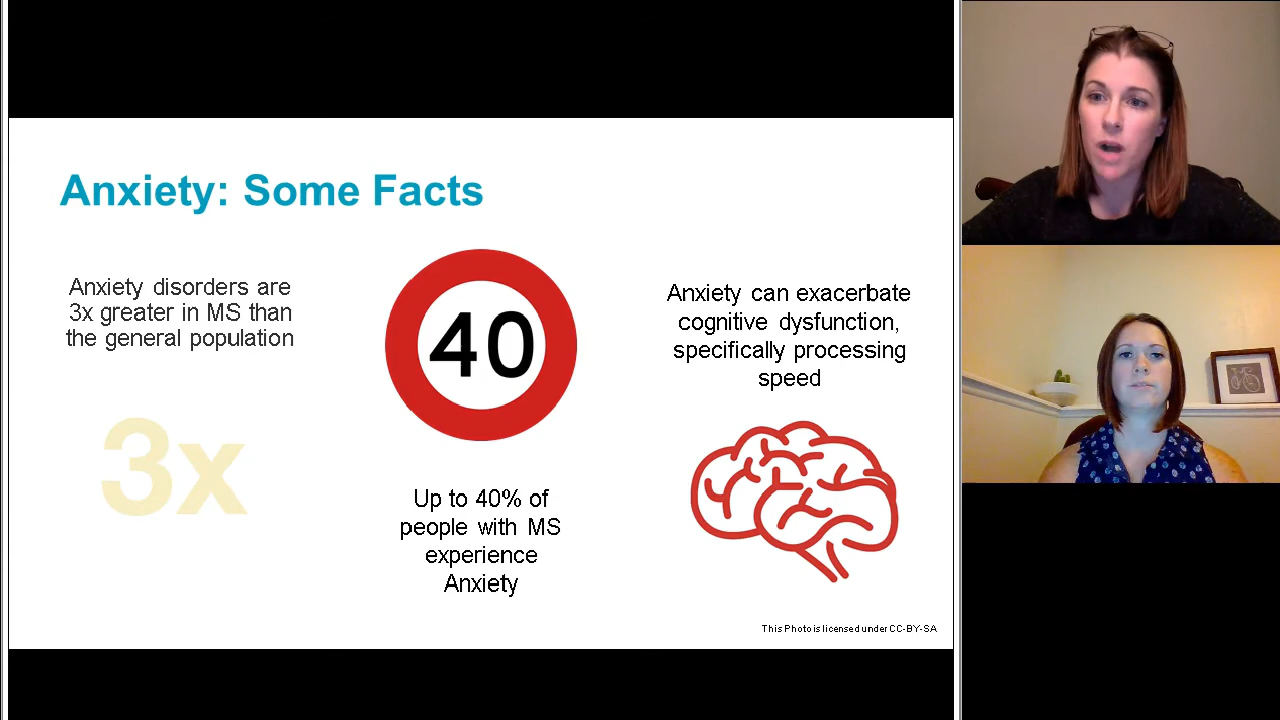 Anxiety: Some Facts
Anxiety disorders are
3x greater in MS than
the general population
3x
40
Up to 40% of
people with MS
experience
Anxiety
Anxiety can exacerbate
cognitive dysfunction,
specifically processing
speed
This Photo is licensed under CC-BY-SA